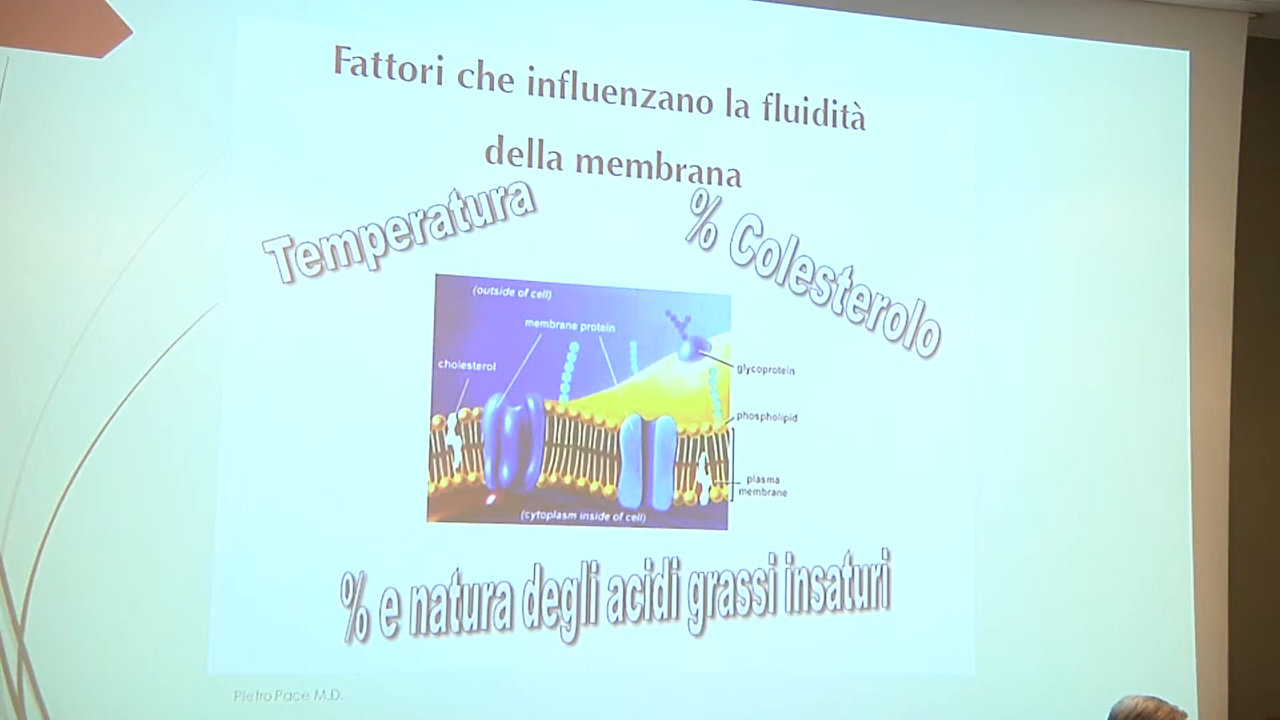 Fattori che influenzano la fluidità
della membrana
Temperatura
% Colesterolo
(outside of cell)
membrane protein
cholesterol
glycoprotein
phospholipid
plasma
membrane
(cytoplasm inside of cell)
% e natura degli acidi grassi insaturi
Pietro Pace M.D.